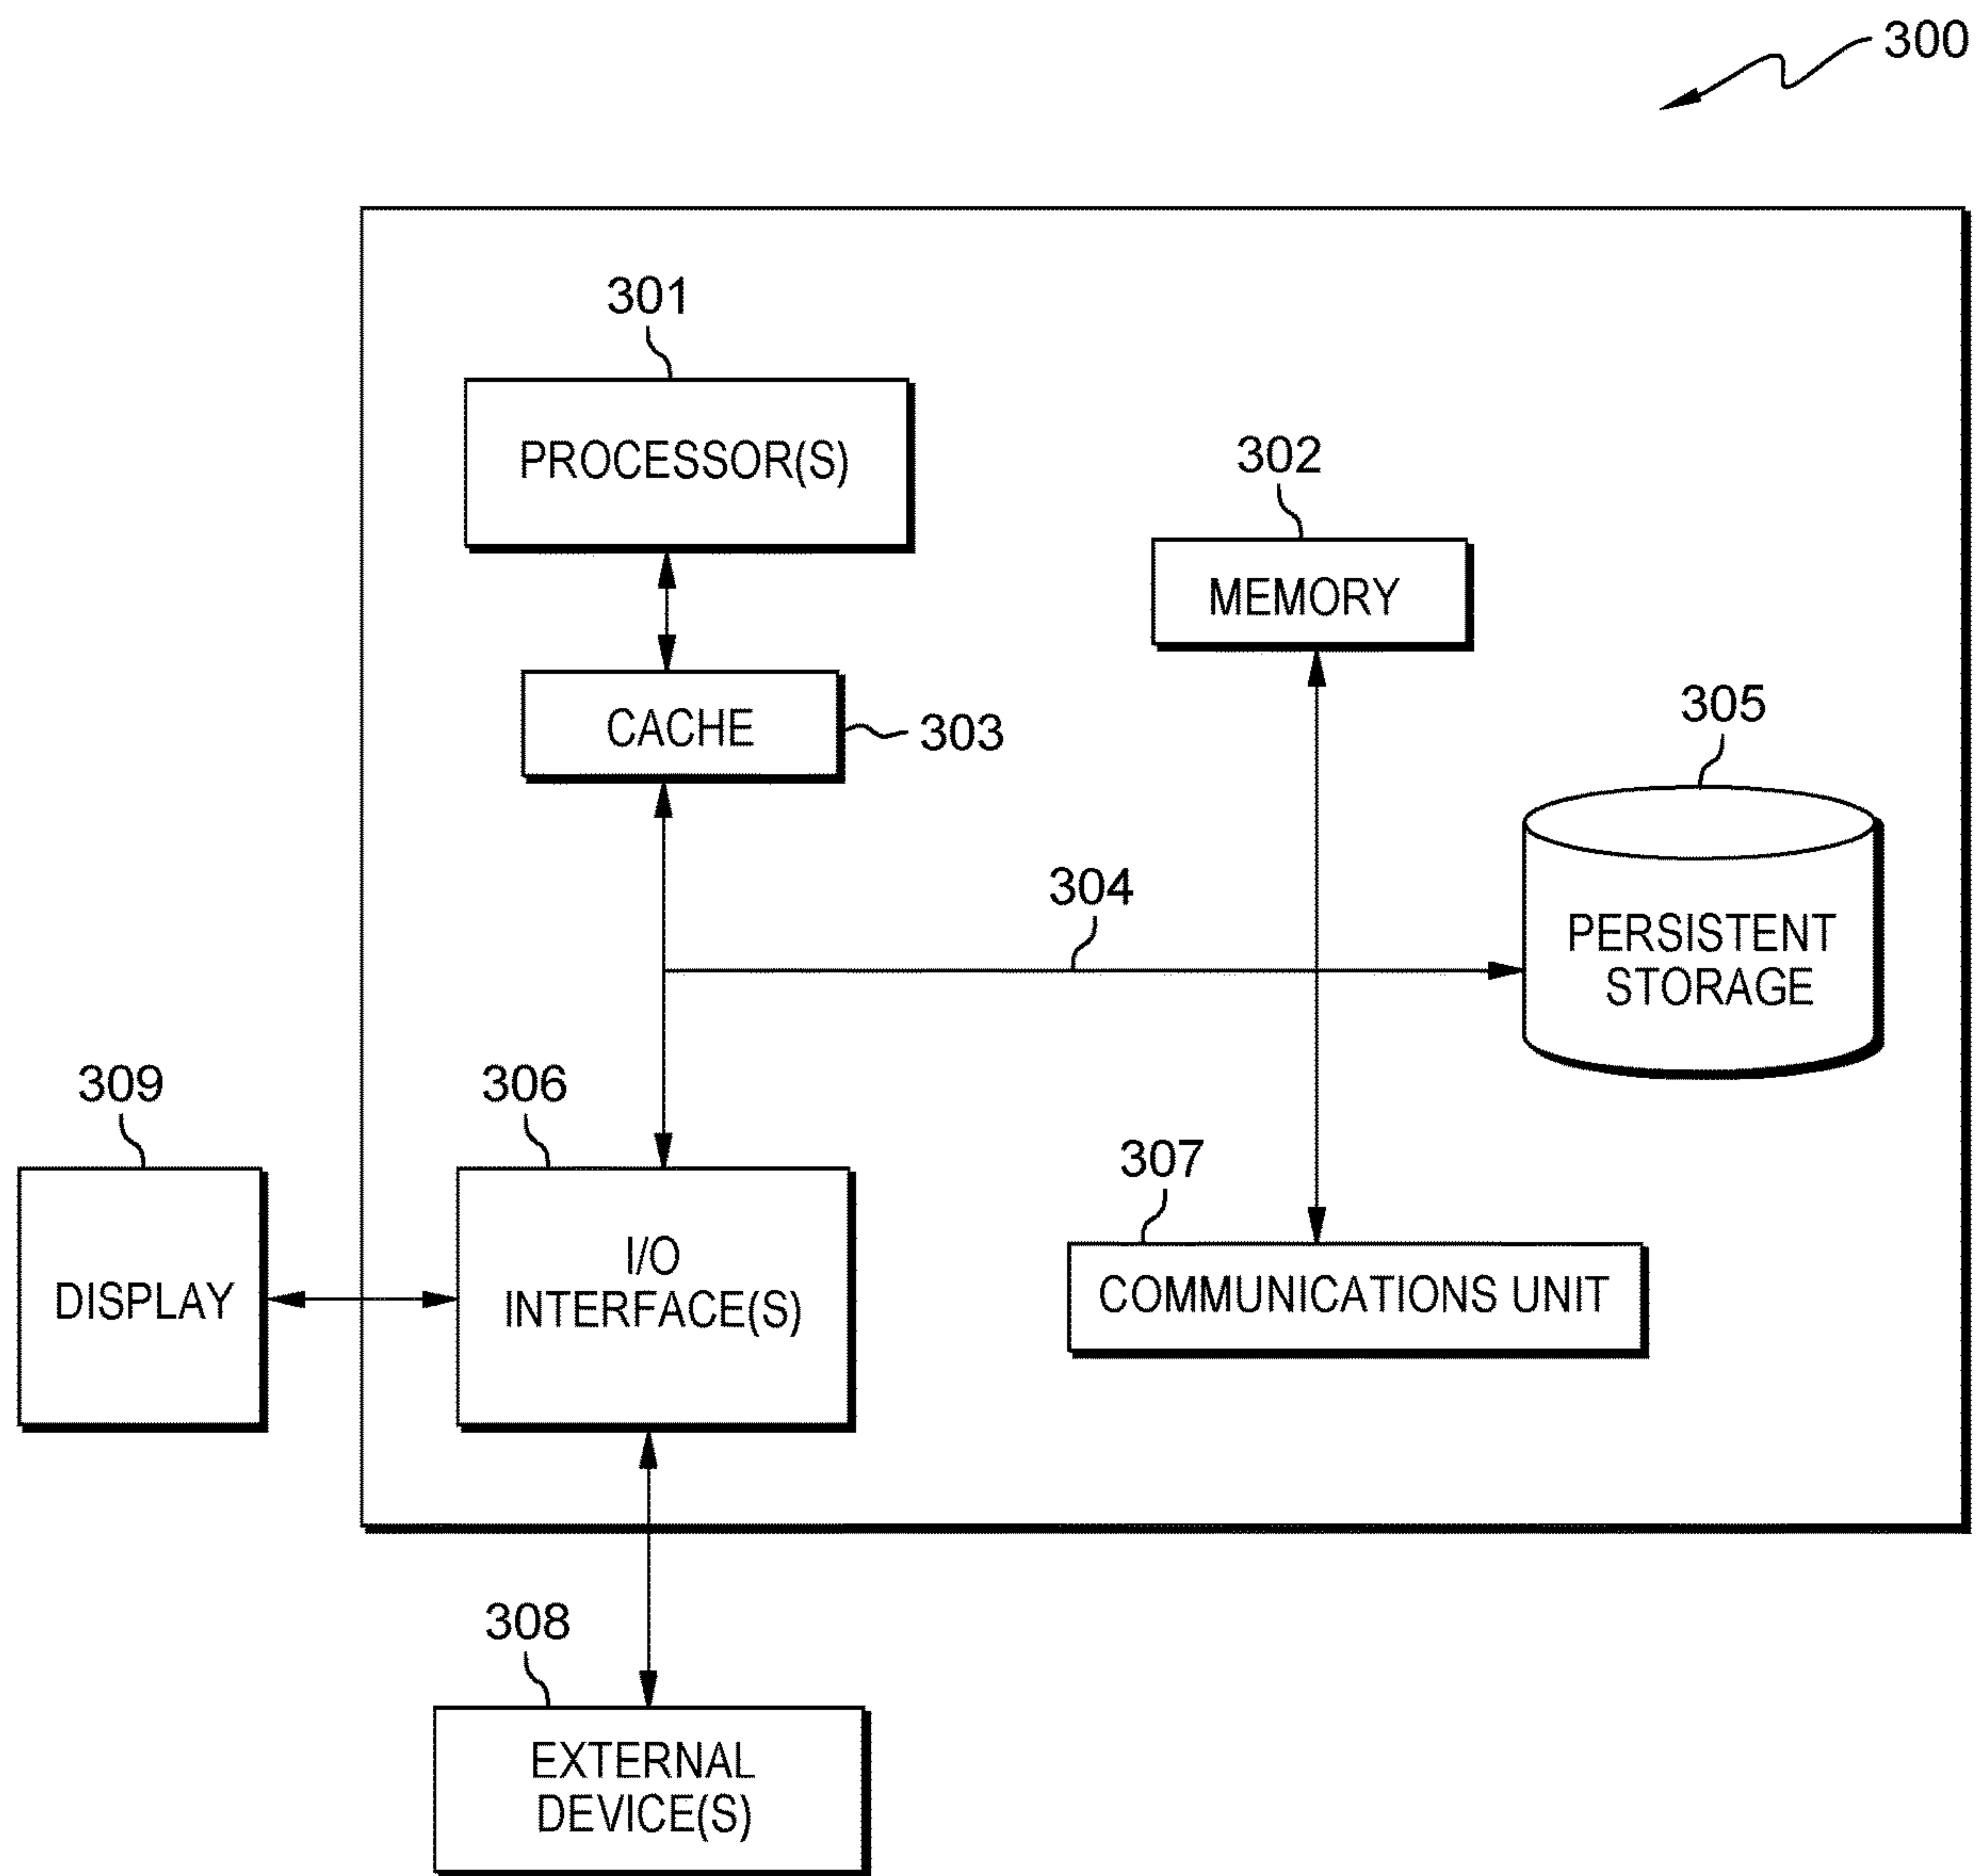 300
301
PROCESSOR(S)
302
MEMORY
CACHE
303
305
304
PERSISTENT
STORAGE
309
306
307
DISPLAY
I/O
INTERFACE(S)
COMMUNICATIONS UNIT
308
EXTERNAL
DEVICE(S)